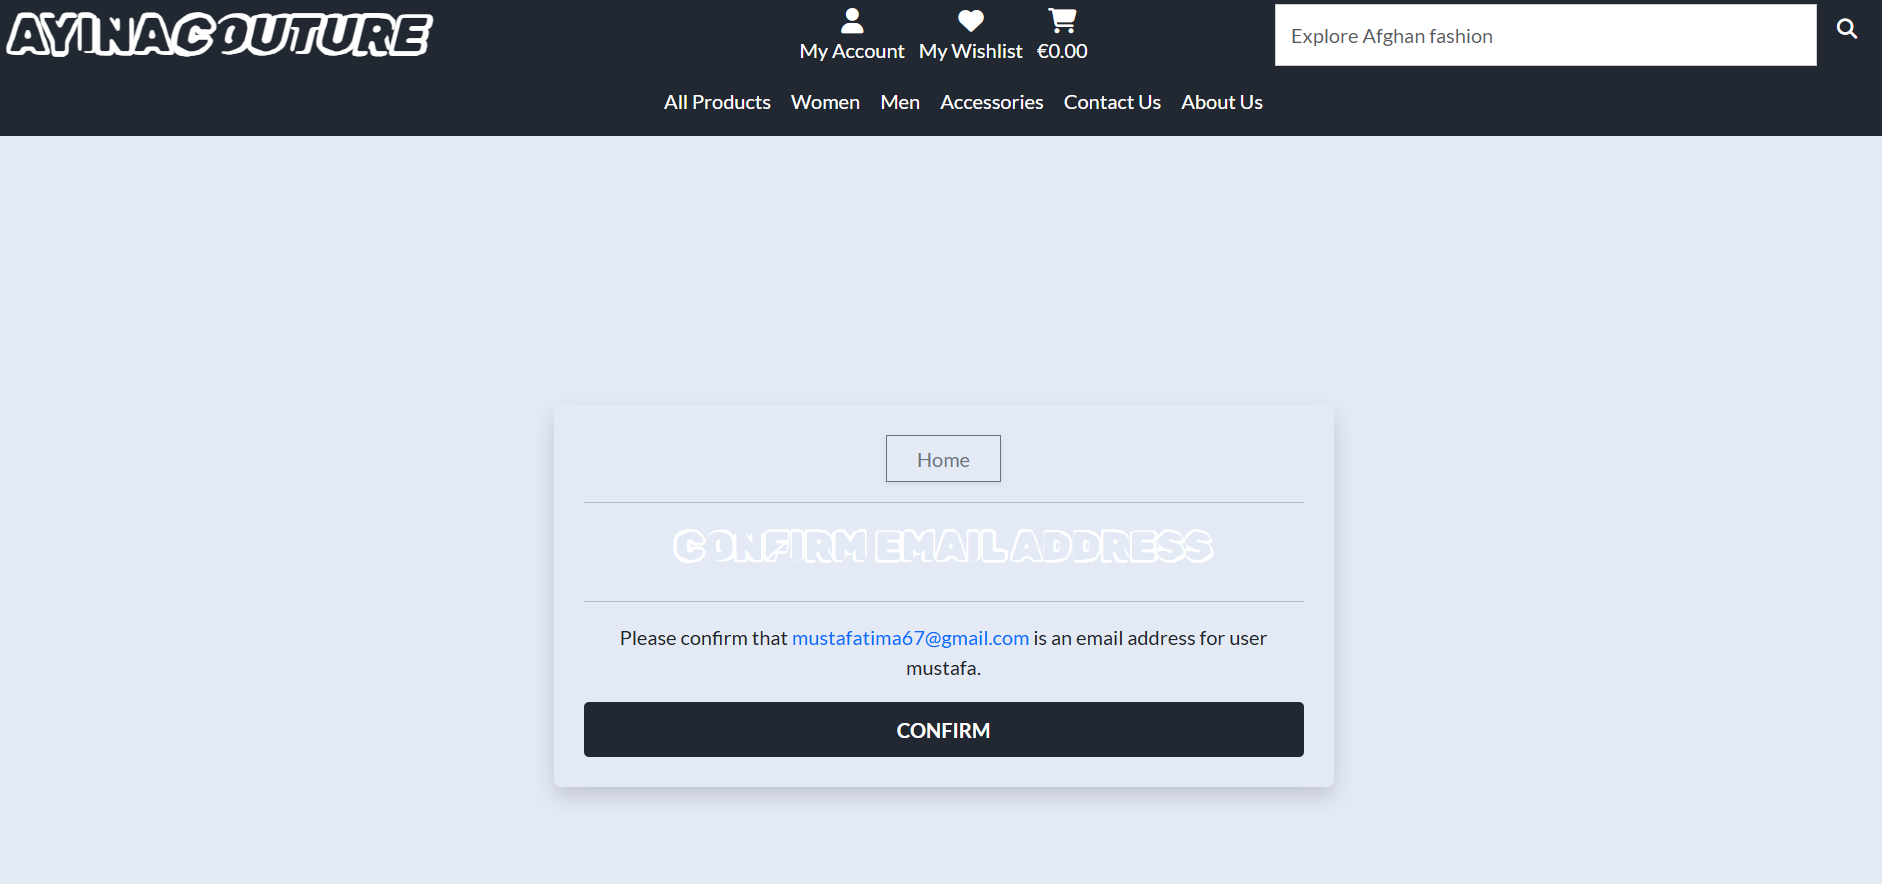 AYINACOUTURE
My Account My Wishlist €0.00
Explore Afghan fashion
All Products Women Men Accessories Contact Us About Us
Home
CONFIRM EMAIL ADDRESS
Please confirm that mustafatima67@gmail.com is an email address for user
mustafa.
CONFIRM